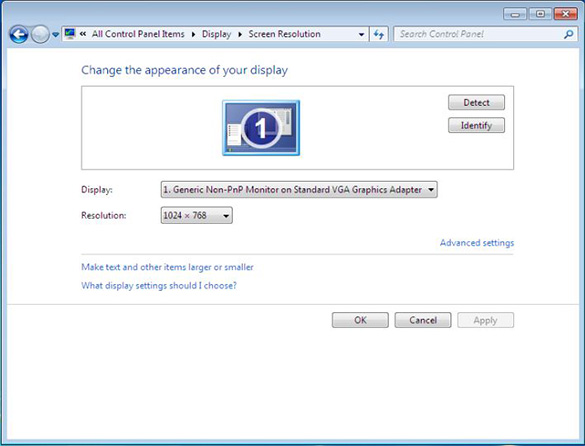 « All Control Panel Items ▸ Display ▸ Screen Resolution
Search Control Panel
Change the appearance of your display
1
Detect
Identify
Display: 1. Generic Non-PnP Monitor on Standard VGA Graphics Adapter
Resolution: 1024 × 768
Advanced settings
Make text and other items larger or smaller
What display settings should I choose?
OK Cancel Apply